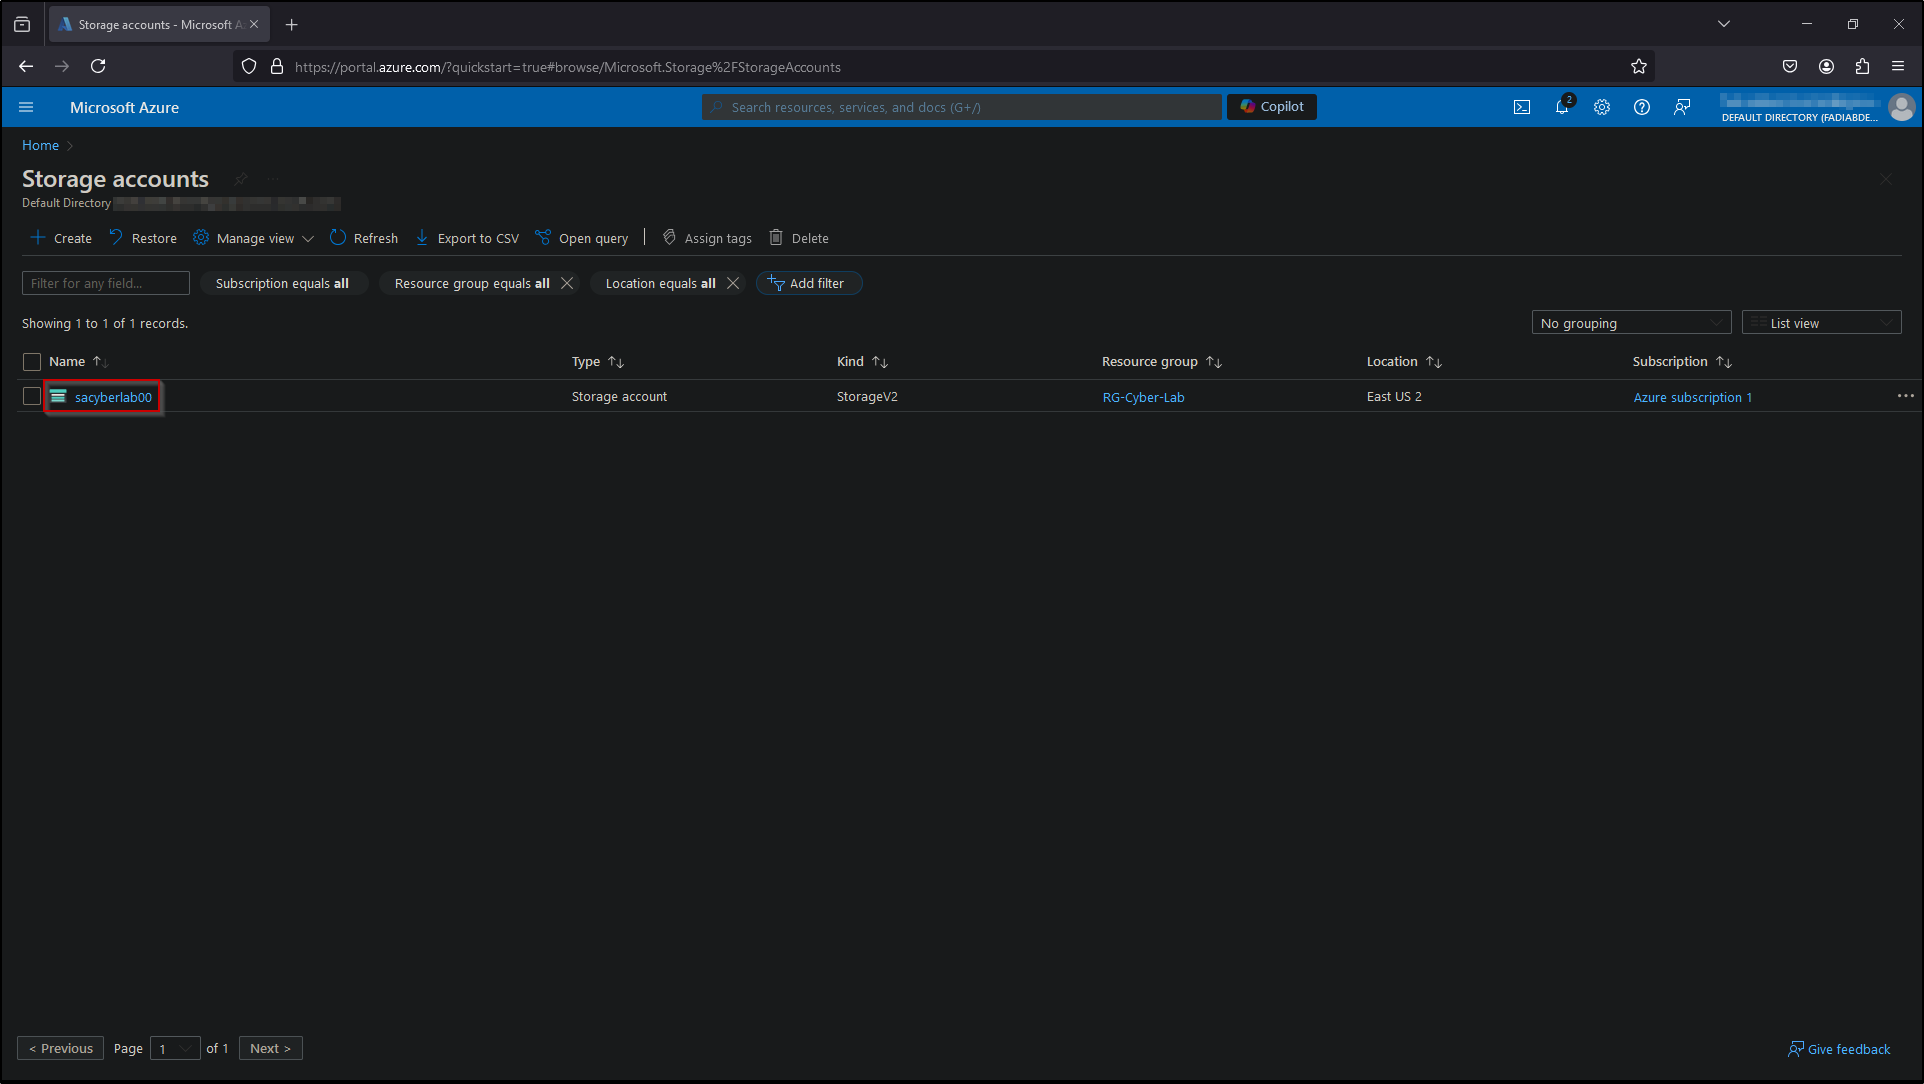 Storage accounts - Microsoft A
https://portal.azure.com/?quickstart=true#browse/Microsoft.Storage%2FStorageAccounts
Microsoft Azure
Search resources, services, and docs (G+/)
Copilot
2
DEFAULT DIRECTORY (FADIABDE...
Home
Storage accounts
Default Directory
Create
Restore
Manage view
Refresh
Export to CSV
Open query
Assign tags
Delete
Filter for any field...
Subscription equals all
Resource group equals all
Location equals all
Add filter
Showing 1 to 1 of 1 records.
No grouping
List view
Name
Type
Kind
Resource group
Location
Subscription
sacyberlab00
Storage account
StorageV2
RG-Cyber-Lab
East US 2
Azure subscription 1
< Previous
Page
1
of 1
Next >
Give feedback